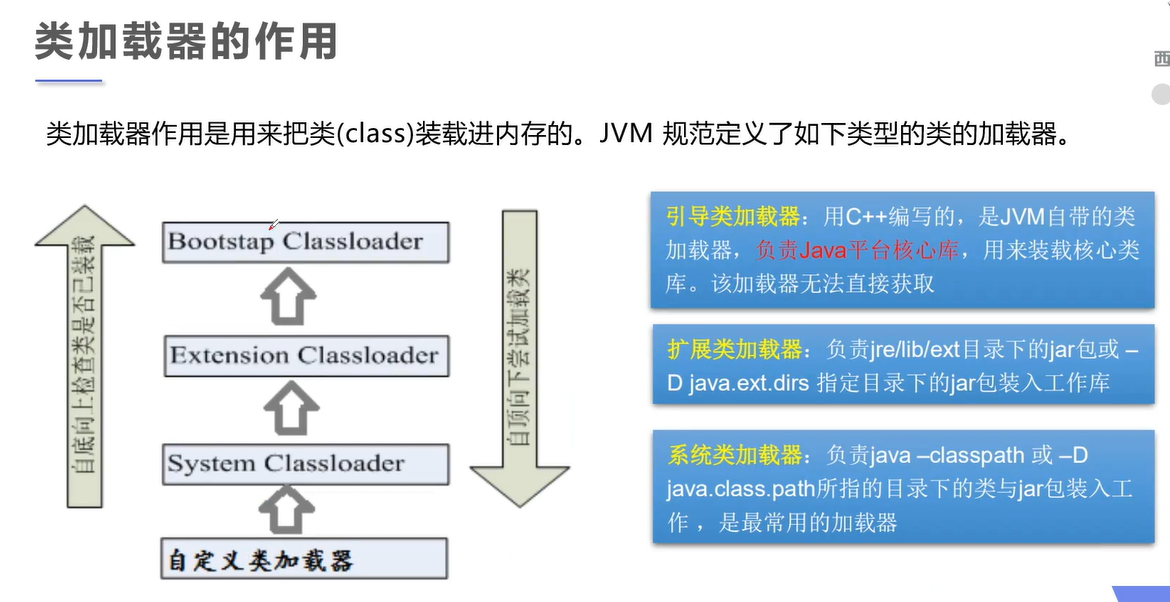 类加载器的作用
西
类加载器作用是用来把类(class)装载进内存的。JVM 规范定义了如下类型的类的加载器。
自底向上检查类是否已装载
Bootstap Classloader
Extension Classloader
System Classloader
自定义类加载器
自顶向下尝试加载类
引导类加载器：用C++编写的，是JVM自带的类
加载器，负责Java平台核心库，用来装载核心类
库。该加载器无法直接获取
扩展类加载器：负责jre/lib/ext目录下的jar包或 –
D java.ext.dirs 指定目录下的jar包装入工作库
系统类加载器：负责java –classpath 或 –D
java.class.path所指的目录下的类与jar包装入工
作 ，是最常用的加载器